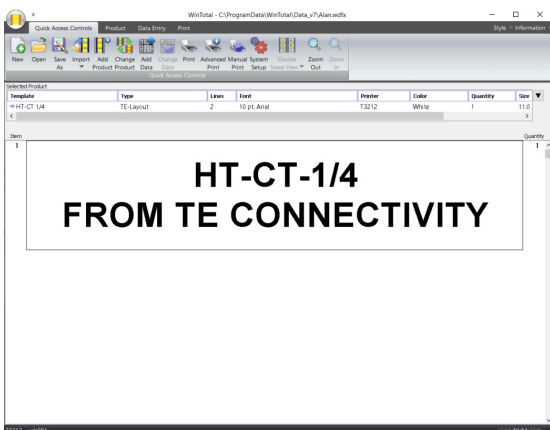 WinTotal - C:\ProgramData\WinTotal\Data_v7\Alan.wdfx
Quick Access Controls Product Data Entry Print Style Information
New Open Save As Import Add Product Change Product Add Data Change Data Print Advanced Print Manual Print System Setup Double Sided View Zoom Out Zoom In
Quick Access Controls
Selected Product
Template Type Lines Font Printer Color Quantity Size
HT-CT 1/4 TE-Layout 2 10 pt. Arial T3212 White 1 11.0
Item Quantity
1 1
HT-CT-1/4
FROM TE CONNECTIVITY